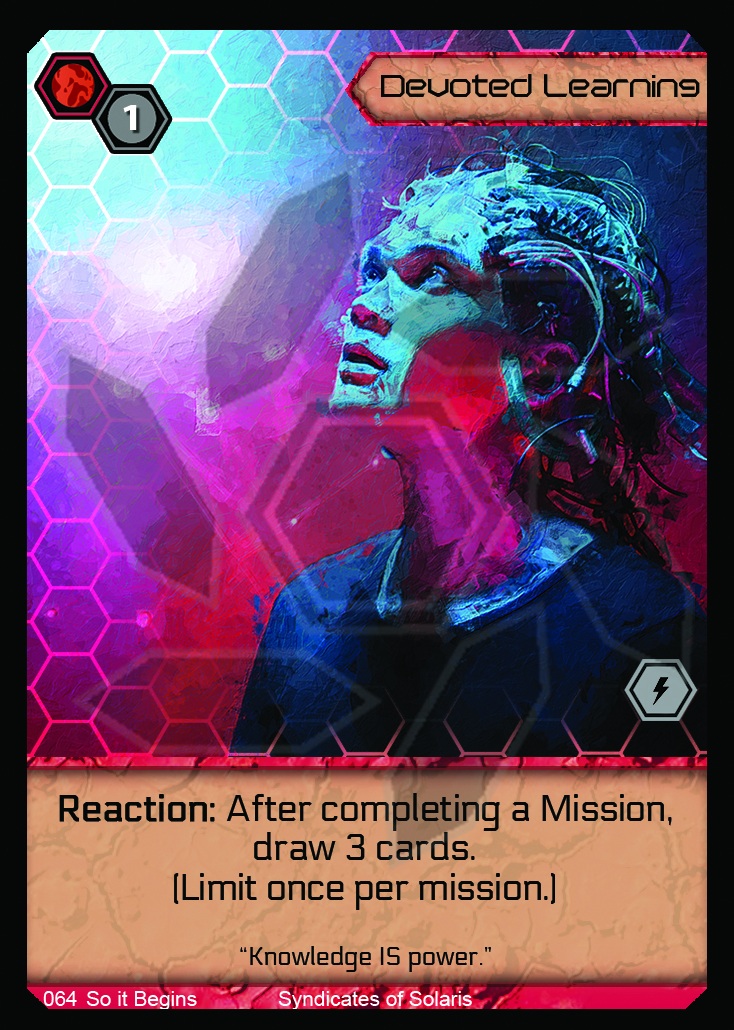 1
Devoted Learning
Reaction: After completing a Mission,
draw 3 cards.
(Limit once per mission.)
“Knowledge IS power.”
064 So it Begins Syndicates of Solaris